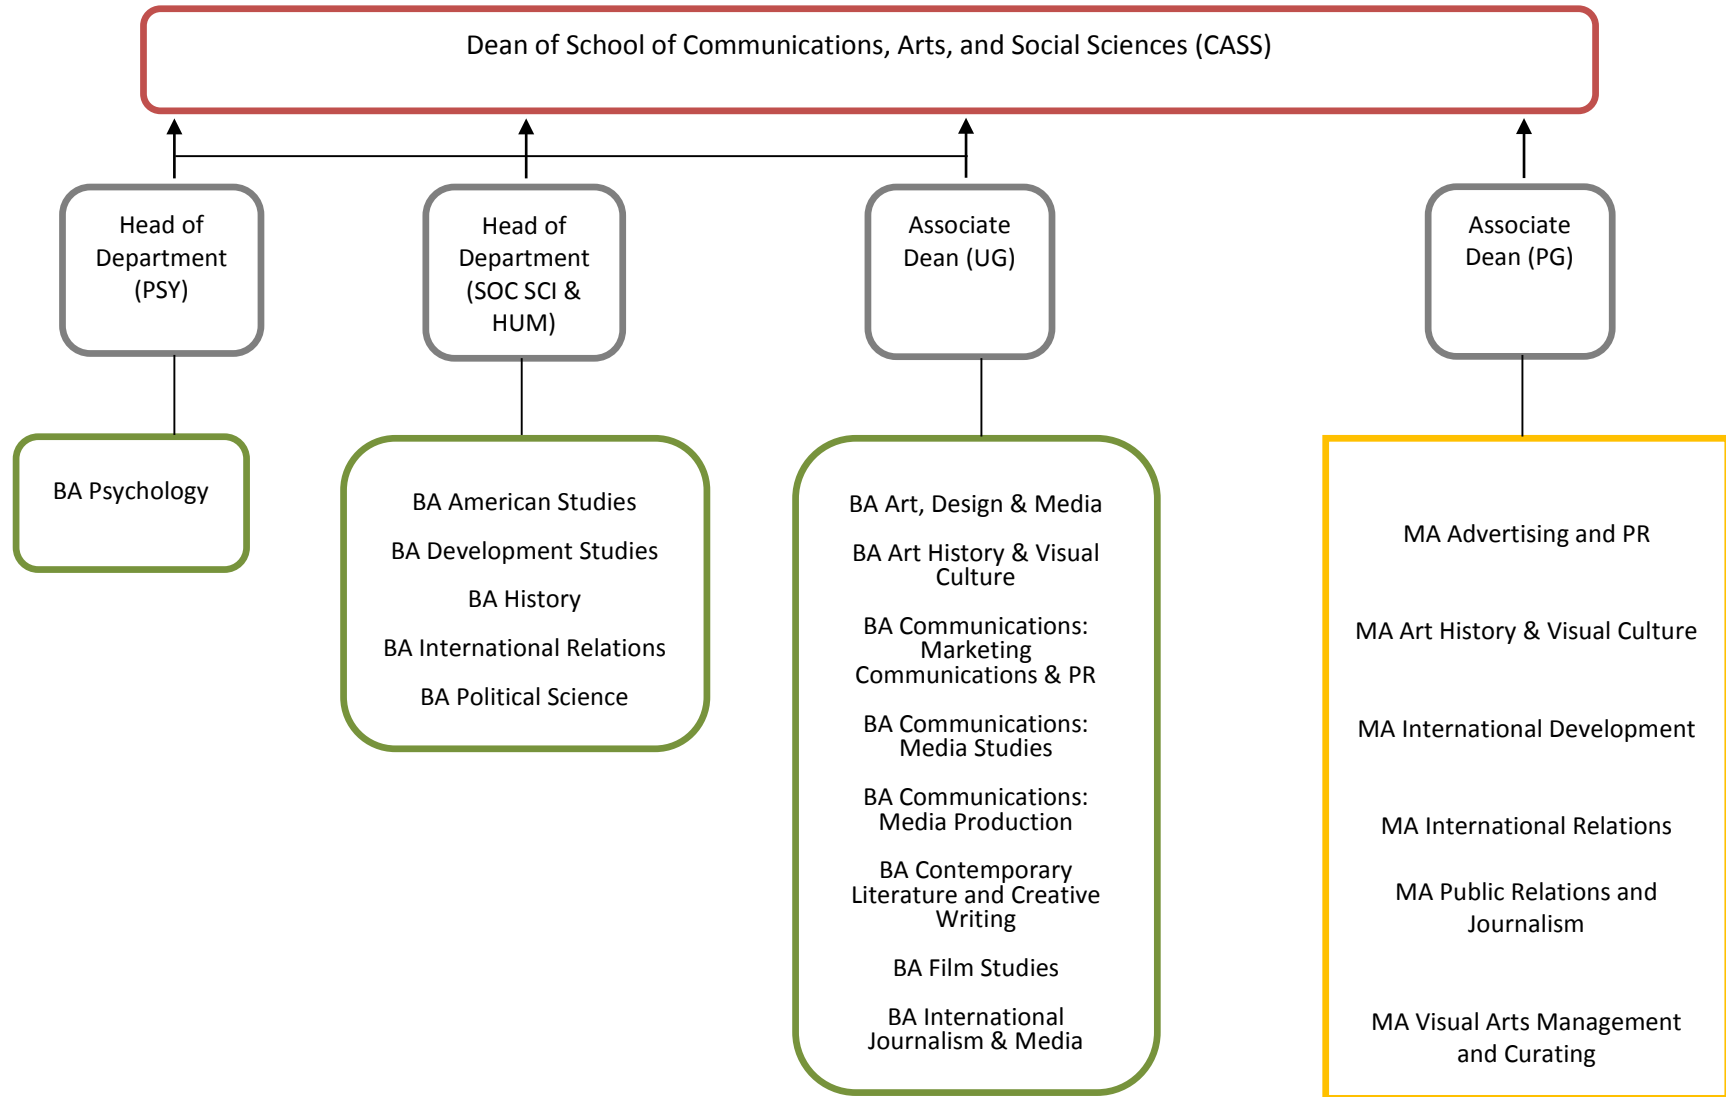 Dean of School of Communications, Arts, and Social Sciences (CASS)
Head of
Department
(PSY)
Head of
Department
(SOC SCI &
HUM)
Associate
Dean (UG)
Associate
Dean (PG)
BA Psychology
BA American Studies
BA Development Studies
BA History
BA International Relations
BA Political Science
BA Art, Design & Media
BA Art History & Visual
Culture
BA Communications:
Marketing
Communications & PR
BA Communications:
Media Studies
BA Communications:
Media Production
BA Contemporary
Literature and Creative
Writing
BA Film Studies
BA International
Journalism & Media
MA Advertising and PR
MA Art History & Visual Culture
MA International Development
MA International Relations
MA Public Relations and
Journalism
MA Visual Arts Management
and Curating